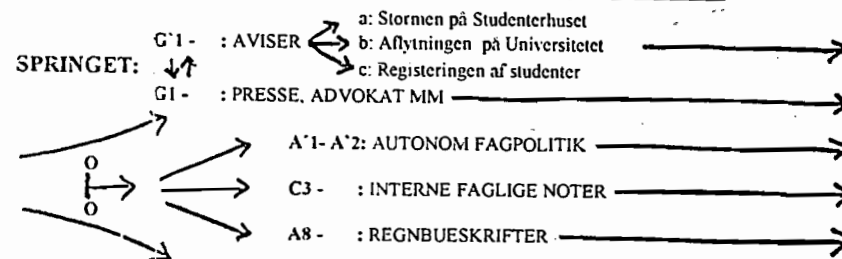 a: Stormen på Studenterhuset
G`1 - : AVISER b: Aflytningen på Universitetet
SPRINGET: c: Registeringen af studenter
G1 - : PRESSE, ADVOKAT MM
A`1- A`2: AUTONOM FAGPOLITIK
O
C3 - : INTERNE FAGLIGE NOTER
O
A8 - : REGNBUESKRIFTER